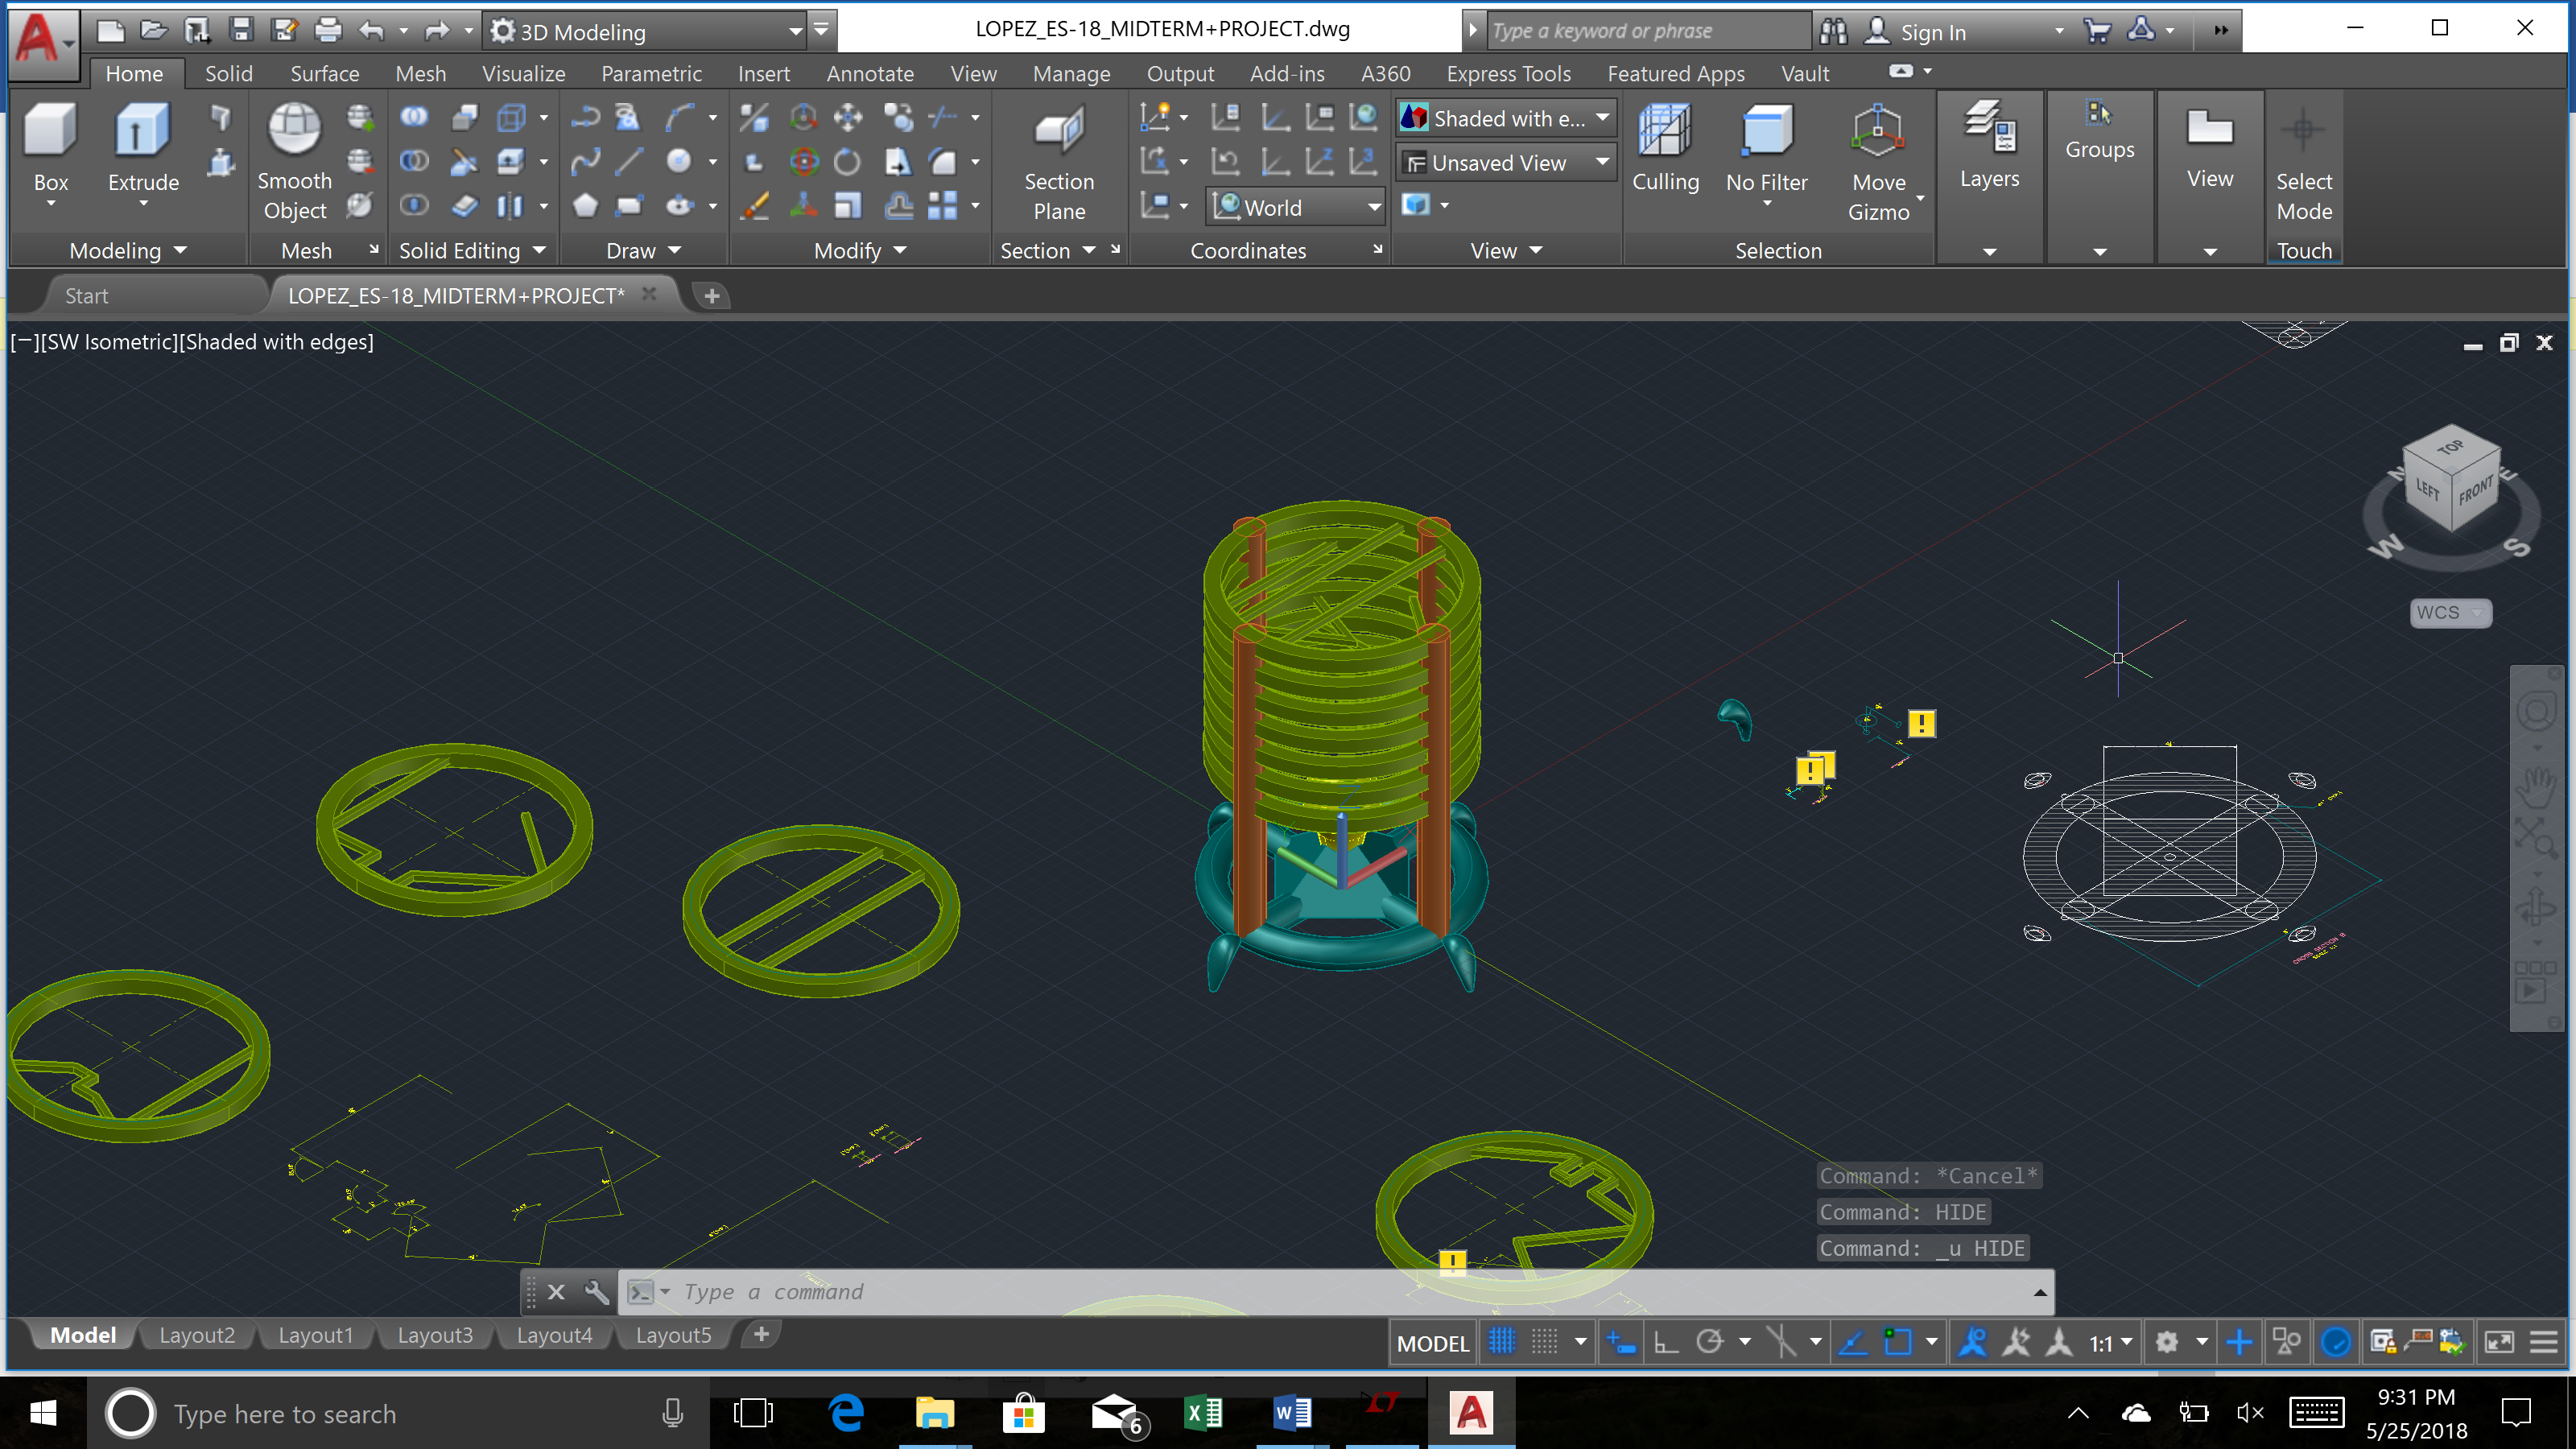 3D Modeling
LOPEZ_ES-18_MIDTERM+PROJECT.dwg
Type a keyword or phrase
Sign In
Home Solid Surface Mesh Visualize Parametric Insert Annotate View Manage Output Add-ins A360 Express Tools Featured Apps Vault
Box
Extrude
Smooth
Object
Section
Plane
Shaded with e...
Unsaved View
World
Culling
No Filter
Move
Gizmo
Layers
Groups
View
Select
Mode
Modeling Mesh Solid Editing Draw Modify Section Coordinates View Selection Touch
Start
LOPEZ_ES-18_MIDTERM+PROJECT*
[−][SW Isometric][Shaded with edges]
TOP
LEFT
FRONT
N
E
W
S
WCS
Command: *Cancel*
Command: HIDE
Command: _u HIDE
Type a command
Model Layout2 Layout1 Layout3 Layout4 Layout5
MODEL
1:1
Type here to search
6
9:31 PM
5/25/2018